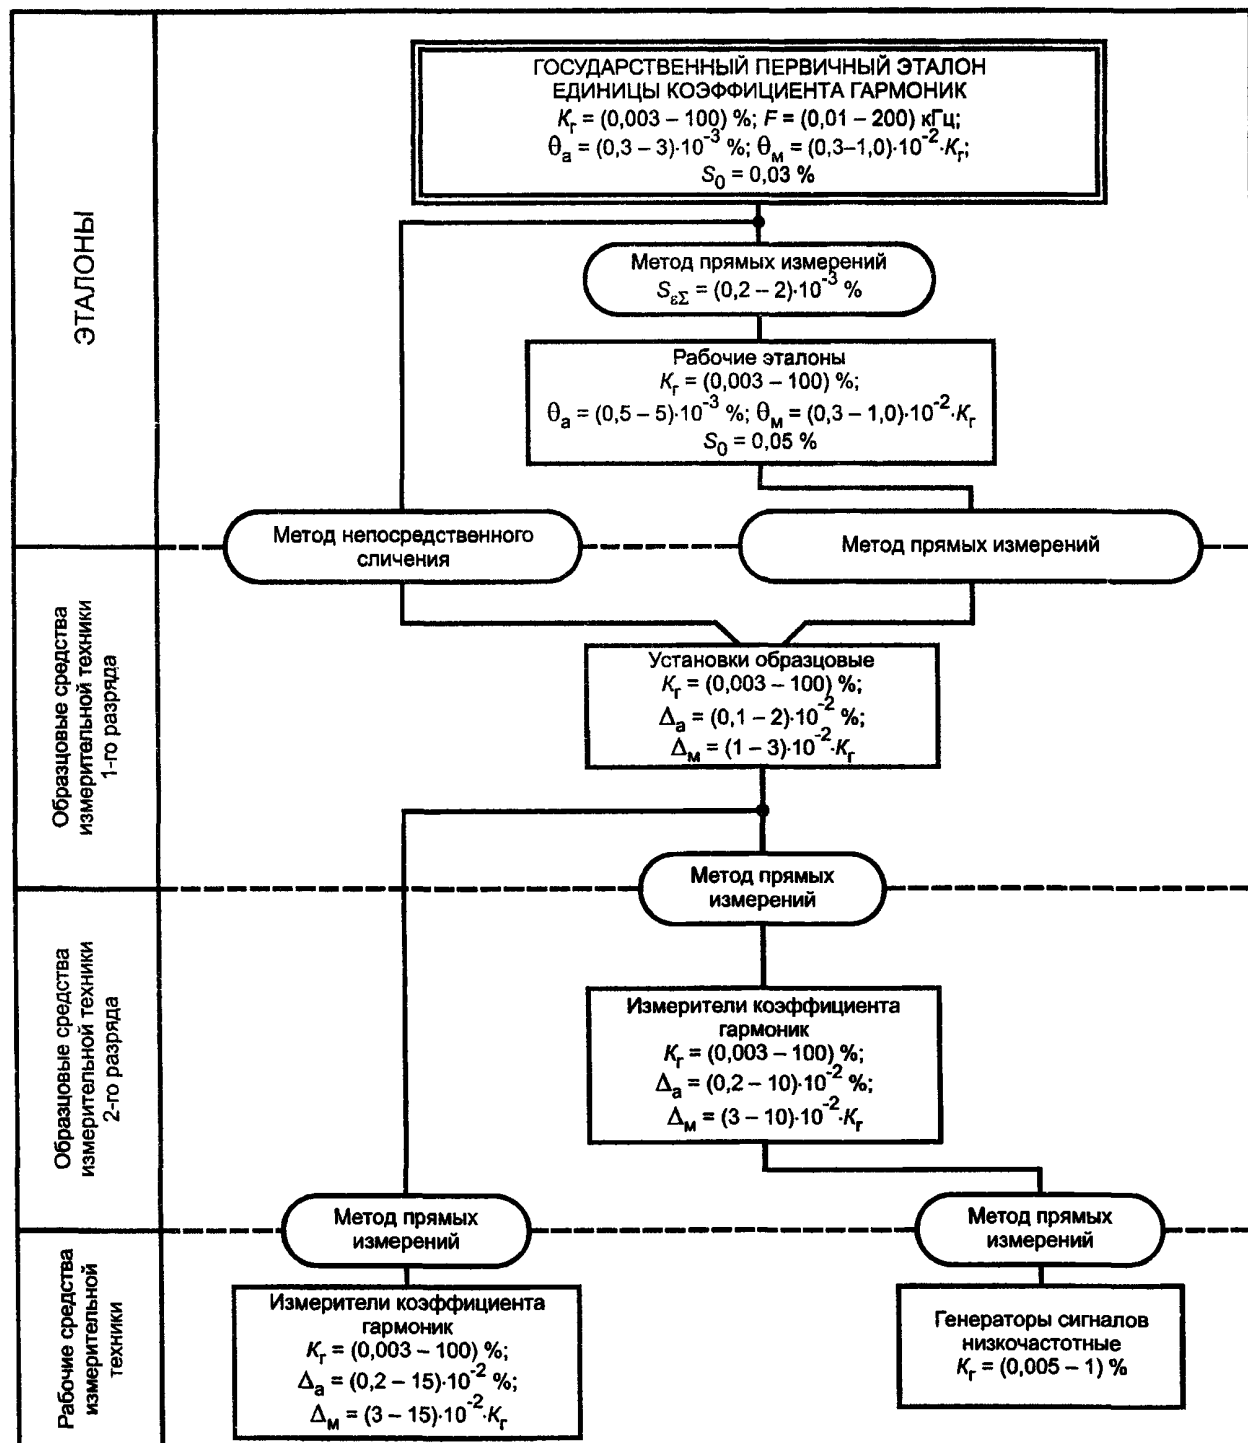 ГОСУДАРСТВЕННЫЙ ПЕРВИЧНЫЙ ЭТАЛОН
ЕДИНИЦЫ КОЭФФИЦИЕНТА ГАРМОНИК
Kг = (0,003 – 100) %; F = (0,01 – 200) кГц;
θа = (0,3 – 3)·10⁻³ %; θм = (0,3–1,0)·10⁻²·Kг;
S₀ = 0,03 %
ЭТАЛОНЫ
Метод прямых измерений
SεΣ = (0,2 – 2)·10⁻³ %
Рабочие эталоны
Kг = (0,003 – 100) %;
θа = (0,5 – 5)·10⁻³ %; θм = (0,3 – 1,0)·10⁻²·Kг
S₀ = 0,05 %
Метод непосредственного
сличения
Метод прямых измерений
Образцовые средства
измерительной техники
1-го разряда
Установки образцовые
Kг = (0,003 – 100) %;
Δа = (0,1 – 2)·10⁻² %;
Δм = (1 – 3)·10⁻²·Kг
Метод прямых
измерений
Образцовые средства
измерительной техники
2-го разряда
Измерители коэффициента
гармоник
Kг = (0,003 – 100) %;
Δа = (0,2 – 10)·10⁻² %;
Δм = (3 – 10)·10⁻²·Kг
Метод прямых
измерений
Метод прямых
измерений
Рабочие средства
измерительной
техники
Измерители коэффициента
гармоник
Kг = (0,003 – 100) %;
Δа = (0,2 – 15)·10⁻² %;
Δм = (3 – 15)·10⁻²·Kг
Генераторы сигналов
низкочастотные
Kг = (0,005 – 1) %